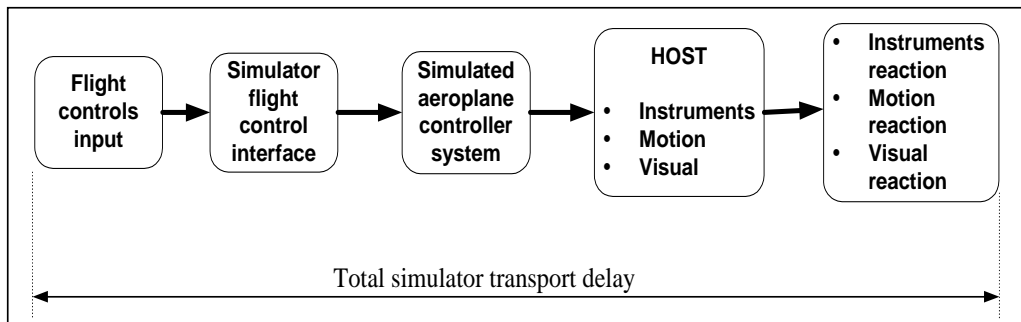 Flight
controls
input
Simulator
flight
control
interface
Simulated
aeroplane
controller
system
HOST
• Instruments
• Motion
• Visual
• Instruments
reaction
• Motion
reaction
• Visual
reaction
Total simulator transport delay